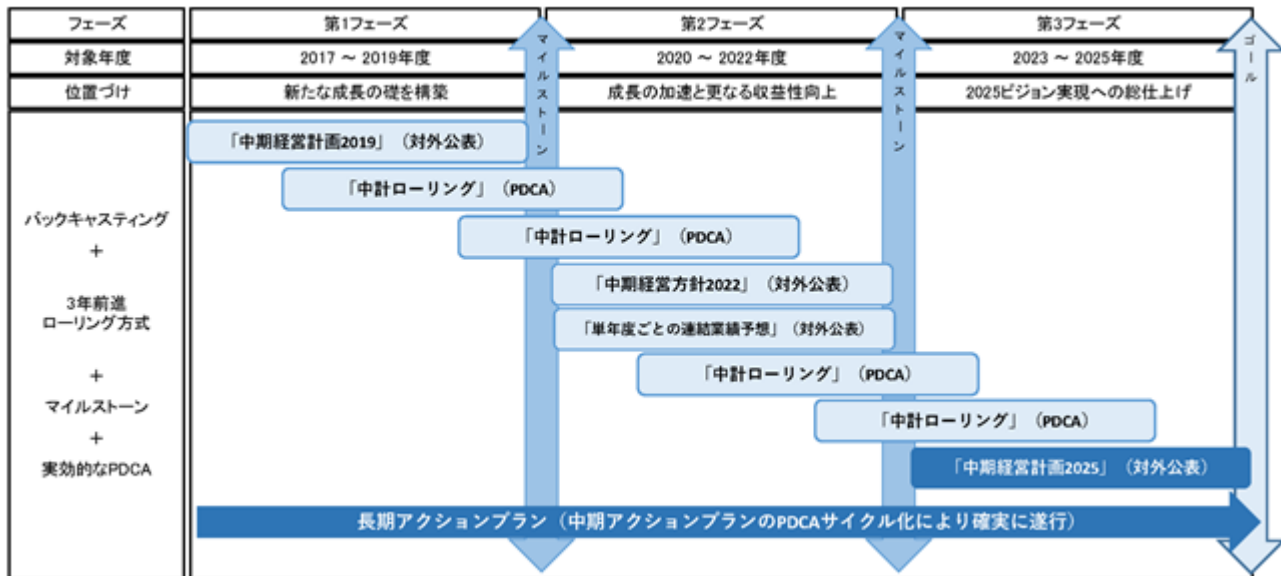 フェーズ
第1フェーズ
第2フェーズ
第3フェーズ
対象年度
2017 ～ 2019年度
2020 ～ 2022年度
2023 ～ 2025年度
位置づけ
新たな成長の礎を構築
成長の加速と更なる収益性向上
2025ビジョン実現への総仕上げ
マイルストーン
マイルストーン
ゴール
バックキャスティング
+
3年前進
ローリング方式
+
マイルストーン
+
実効的なPDCA
「中期経営計画2019」（対外公表）
「中計ローリング」（PDCA）
「中計ローリング」（PDCA）
「中期経営方針2022」（対外公表）
「単年度ごとの連結業績予想」（対外公表）
「中計ローリング」（PDCA）
「中計ローリング」（PDCA）
「中期経営計画2025」（対外公表）
長期アクションプラン（中期アクションプランのPDCAサイクル化により確実に遂行）